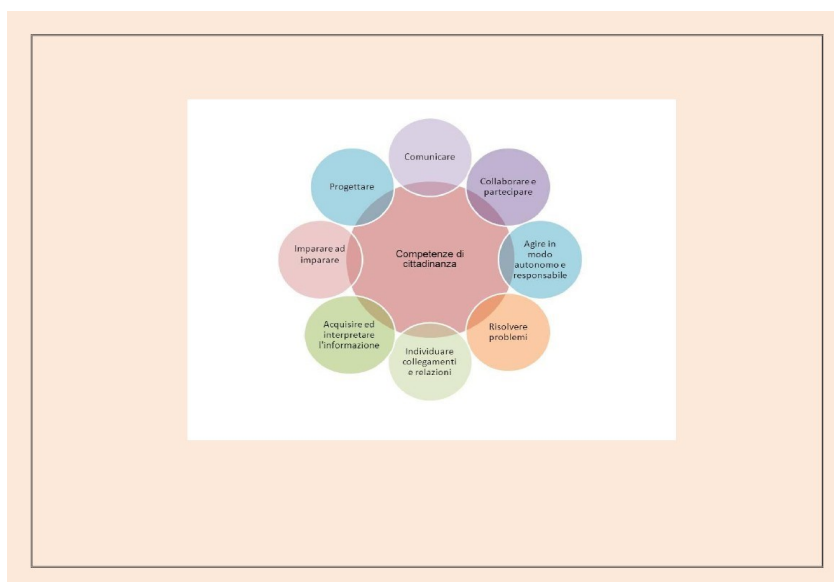 Comunicare
Collaborare e
partecipare
Agire in
modo
autonomo e
responsabile
Risolvere
problemi
Individuare
collegamenti
e relazioni
Acquisire ed
interpretare
l'informazione
Imparare ad
imparare
Progettare
Competenze di
cittadinanza